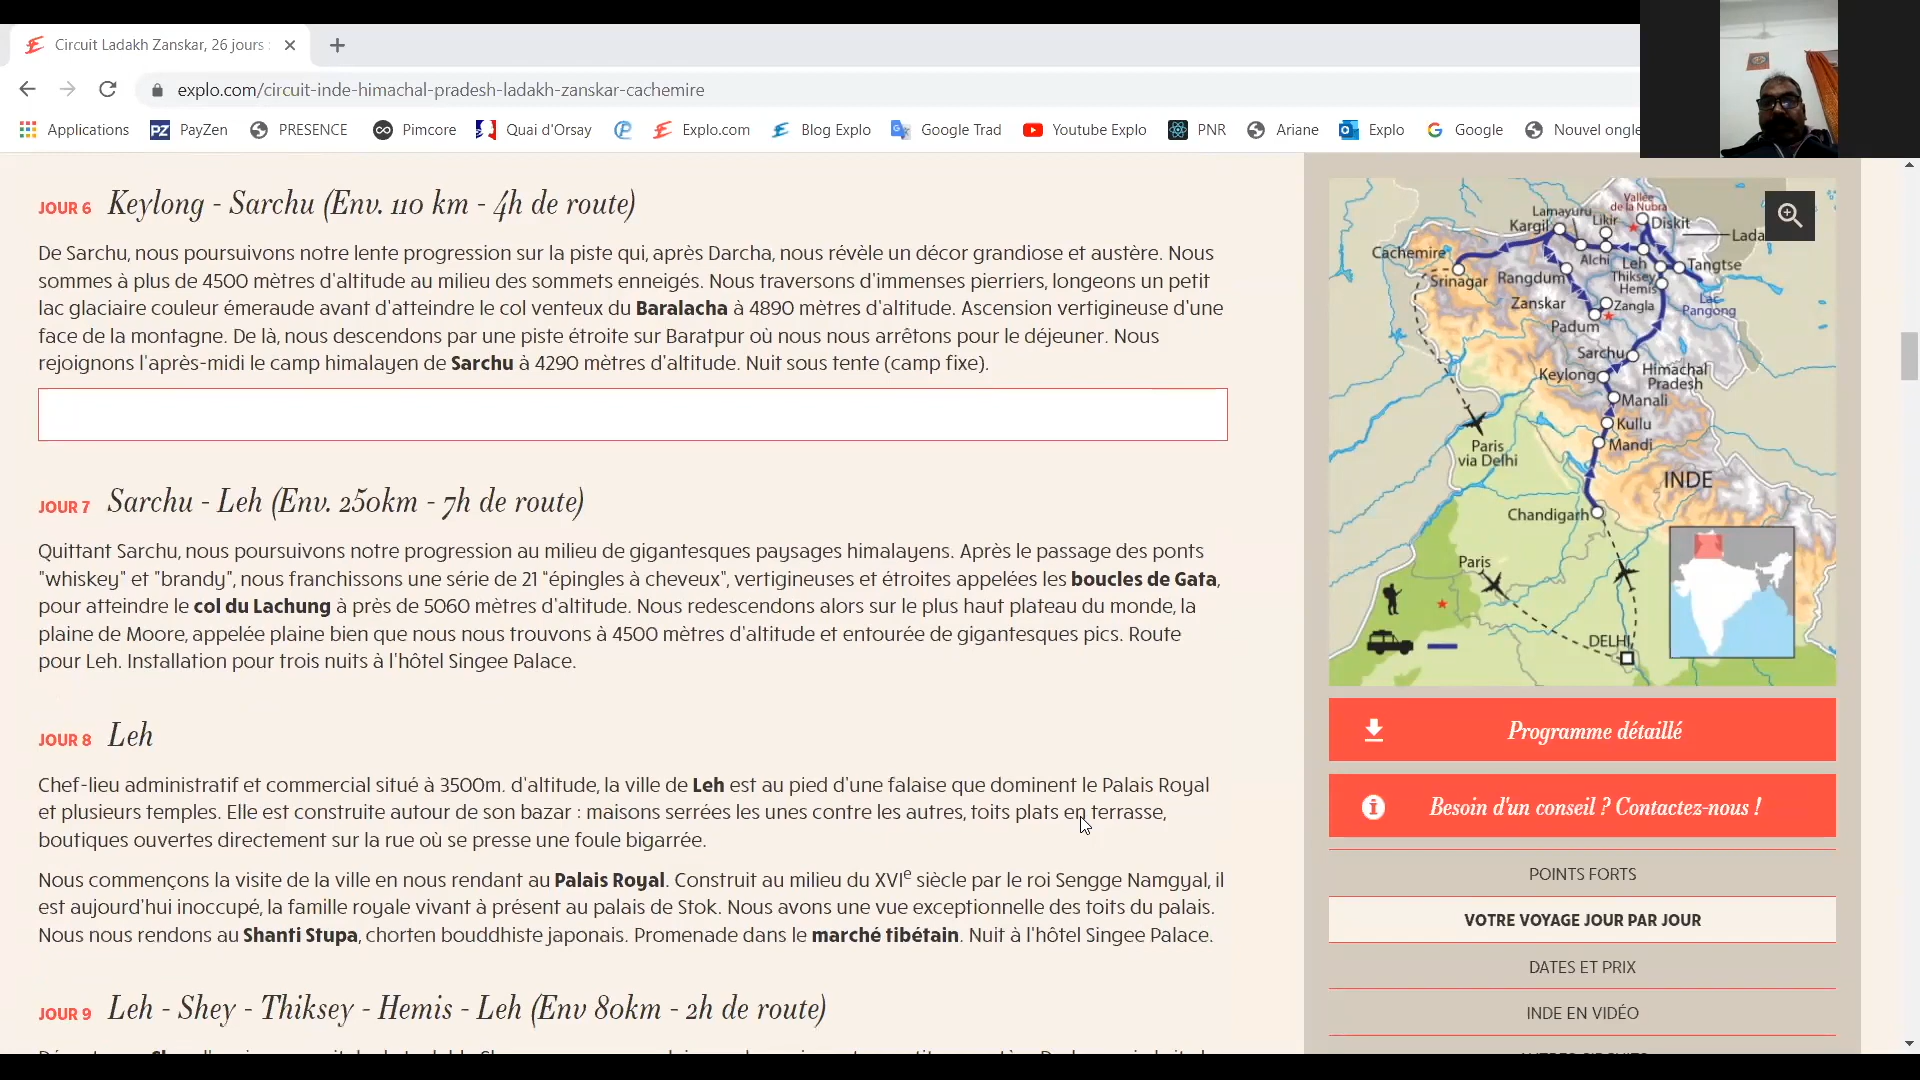 Circuit Ladakh Zanskar, 26 jours :
explo.com/circuit-inde-himachal-pradesh-ladakh-zanskar-cachemire
Applications PayZen PRESENCE Pimcore Quai d'Orsay Explo.com Blog Explo Google Trad Youtube Explo PNR Ariane Explo Google Nouvel ongle
JOUR 6 Keylong - Sarchu (Env. 110 km - 4h de route)
De Sarchu, nous poursuivons notre lente progression sur la piste qui, après Darcha, nous révèle un décor grandiose et austère. Nous
sommes à plus de 4500 mètres d'altitude au milieu des sommets enneigés. Nous traversons d'immenses pierriers, longeons un petit
lac glaciaire couleur émeraude avant d'atteindre le col venteux du Baralacha à 4890 mètres d'altitude. Ascension vertigineuse d'une
face de la montagne. De là, nous descendons par une piste étroite sur Baratpur où nous nous arrêtons pour le déjeuner. Nous
rejoignons l'après-midi le camp himalayen de Sarchu à 4290 mètres d'altitude. Nuit sous tente (camp fixe).
JOUR 7 Sarchu - Leh (Env. 250km - 7h de route)
Quittant Sarchu, nous poursuivons notre progression au milieu de gigantesques paysages himalayens. Après le passage des ponts
"whiskey" et "brandy", nous franchissons une série de 21 "épingles à cheveux", vertigineuses et étroites appelées les boucles de Gata,
pour atteindre le col du Lachung à près de 5060 mètres d'altitude. Nous redescendons alors sur le plus haut plateau du monde, la
plaine de Moore, appelée plaine bien que nous nous trouvons à 4500 mètres d'altitude et entourée de gigantesques pics. Route
pour Leh. Installation pour trois nuits à l'hôtel Singee Palace.
JOUR 8 Leh
Chef-lieu administratif et commercial situé à 3500m. d'altitude, la ville de Leh est au pied d'une falaise que dominent le Palais Royal
et plusieurs temples. Elle est construite autour de son bazar : maisons serrées les unes contre les autres, toits plats en terrasse,
boutiques ouvertes directement sur la rue où se presse une foule bigarrée.
Nous commençons la visite de la ville en nous rendant au Palais Royal. Construit au milieu du XVIe siècle par le roi Sengge Namgyal, il
est aujourd'hui inoccupé, la famille royale vivant à présent au palais de Stok. Nous avons une vue exceptionnelle des toits du palais.
Nous nous rendons au Shanti Stupa, chorten bouddhiste japonais. Promenade dans le marché tibétain. Nuit à l'hôtel Singee Palace.
JOUR 9 Leh - Shey - Thiksey - Hemis - Leh (Env 80km - 2h de route)
Vallée
de la Nubra
Lamayuru
Likir
Diskit
Kargil
Lada
Cachemire
Alchi
Leh
Tangtse
Srinagar
Rangdum
Thiksey
Hemis
Lac
Pangong
Zanskar
Zangla
Padum
Sarchu
Keylong
Himachal
Pradesh
Manali
Kullu
Mandi
Paris
via Delhi
INDE
Chandigarh
Paris
DELHI
Programme détaillé
Besoin d'un conseil ? Contactez-nous !
POINTS FORTS
VOTRE VOYAGE JOUR PAR JOUR
DATES ET PRIX
INDE EN VIDÉO